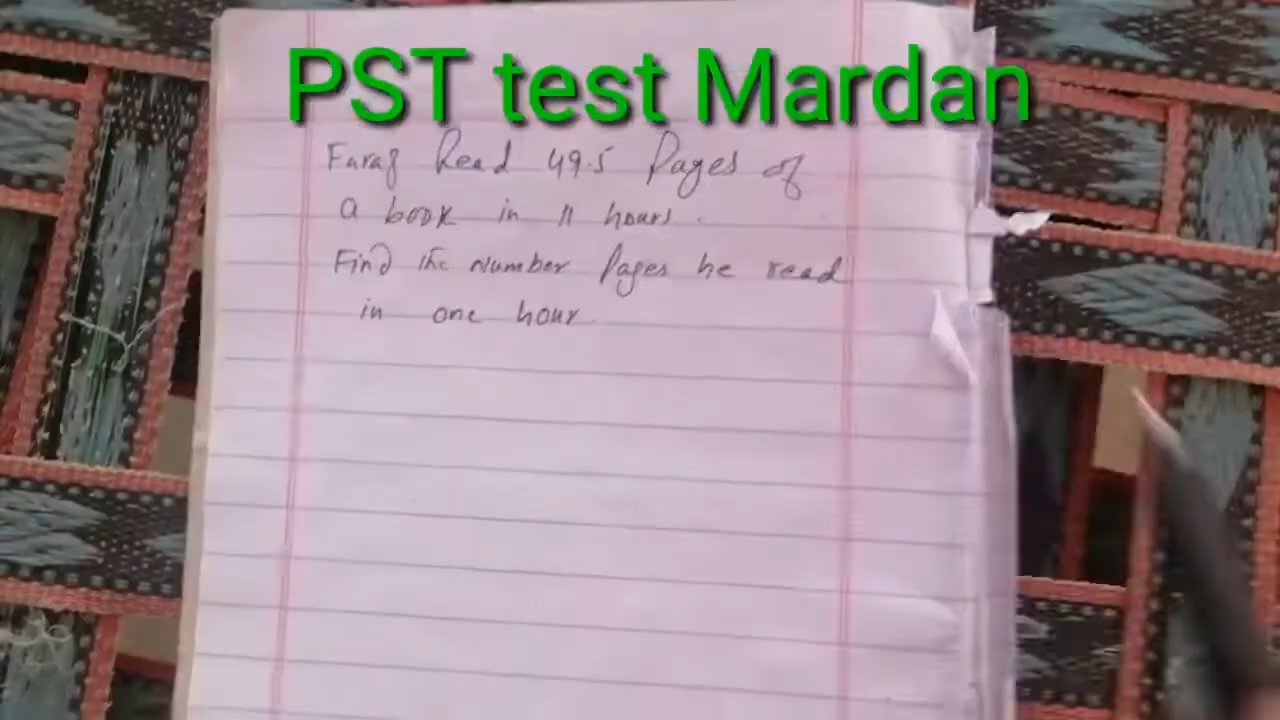 PST test Mardan
Faraz Read 49.5 Pages of
a book in 11 hours.
Find the number Pages he read
in one hour.